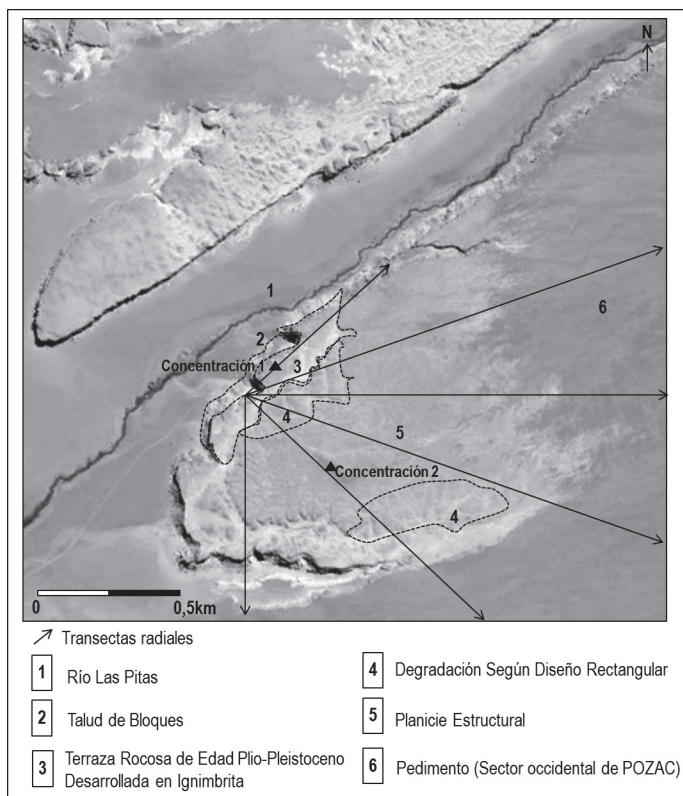 N
1
6
2
Concentración 1
3
4
5
Concentración 2
4
0
0,5km
Transectas radiales
1 Río Las Pitas
2 Talud de Bloques
3 Terraza Rocosa de Edad Plio-Pleistoceno
Desarrollada en Ignimbrita
4 Degradación Según Diseño Rectangular
5 Planicie Estructural
6 Pedimento (Sector occidental de POZAC)